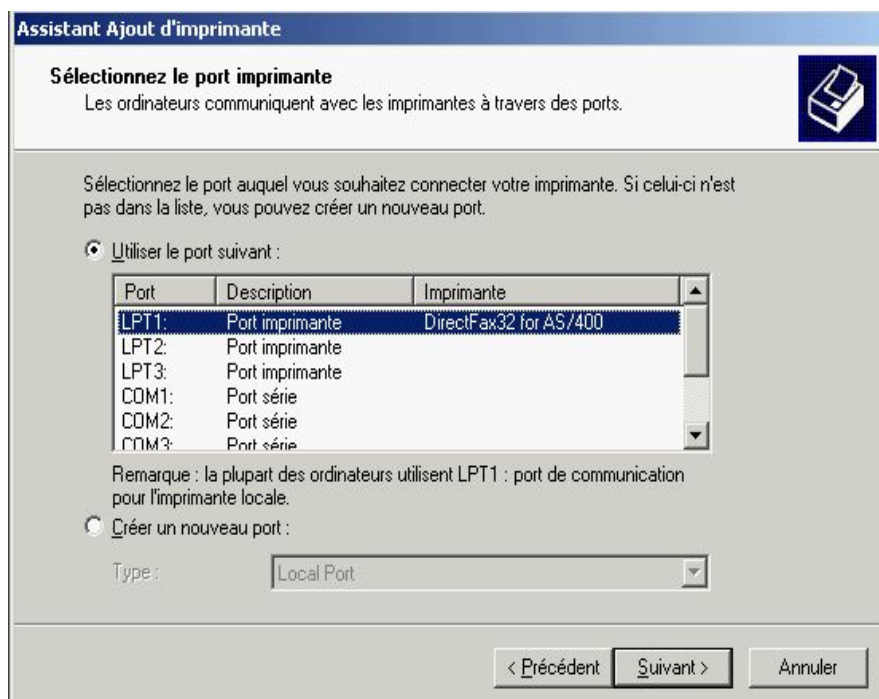 Assistant Ajout d'imprimante
Sélectionnez le port imprimante
Les ordinateurs communiquent avec les imprimantes à travers des ports.
Sélectionnez le port auquel vous souhaitez connecter votre imprimante. Si celui-ci n'est
pas dans la liste, vous pouvez créer un nouveau port.
Utiliser le port suivant :
Port Description Imprimante
LPT1: Port imprimante DirectFax32 for AS/400
LPT2: Port imprimante
LPT3: Port imprimante
COM1: Port série
COM2: Port série
COM3: Port série
Remarque : la plupart des ordinateurs utilisent LPT1 : port de communication
pour l'imprimante locale.
Créer un nouveau port :
Type : Local Port
< Précédent Suivant > Annuler